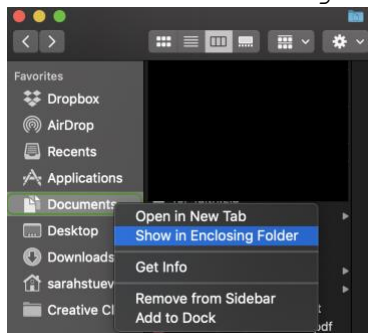 Favorites
Dropbox
AirDrop
Recents
Applications
Documents
Open in New Tab
Show in Enclosing Folder
Get Info
Remove from Sidebar
Add to Dock
Desktop
Downloads
sarahstuev
Creative Cl
pdf